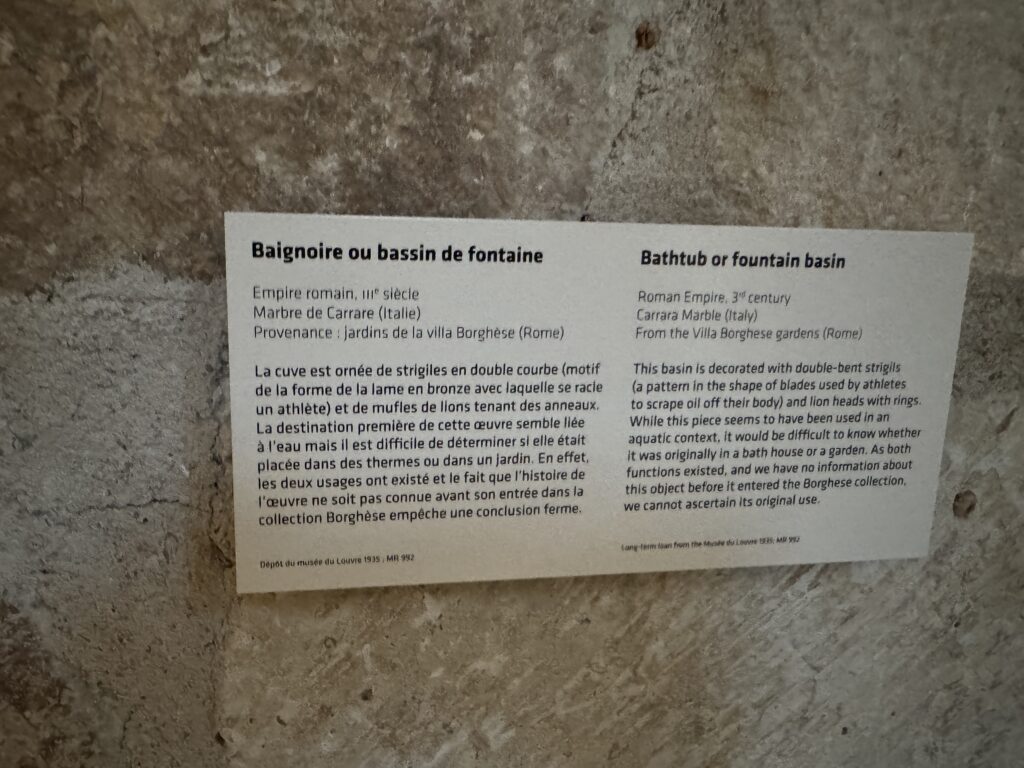 Baignoire ou bassin de fontaine
Empire romain, IIIe siècle
Marbre de Carrare (Italie)
Provenance : jardins de la villa Borghèse (Rome)
La cuve est ornée de strigiles en double courbe (motif
de la forme de la lame en bronze avec laquelle se racle
un athlète) et de mufles de lions tenant des anneaux.
La destination première de cette œuvre semble liée
à l'eau mais il est difficile de déterminer si elle était
placée dans des thermes ou dans un jardin. En effet,
les deux usages ont existé et le fait que l'histoire de
l'œuvre ne soit pas connue avant son entrée dans la
collection Borghèse empêche une conclusion ferme.
Dépôt du musée du Louvre 1935 ; MR 992
Bathtub or fountain basin
Roman Empire, 3rd century
Carrara Marble (Italy)
From the Villa Borghese gardens (Rome)
This basin is decorated with double-bent strigils
(a pattern in the shape of blades used by athletes
to scrape oil off their body) and lion heads with rings.
While this piece seems to have been used in an
aquatic context, it would be difficult to know whether
it was originally in a bath house or a garden. As both
functions existed, and we have no information about
this object before it entered the Borghese collection,
we cannot ascertain its original use.
Long-term loan from the Musée du Louvre 1935; MR 992